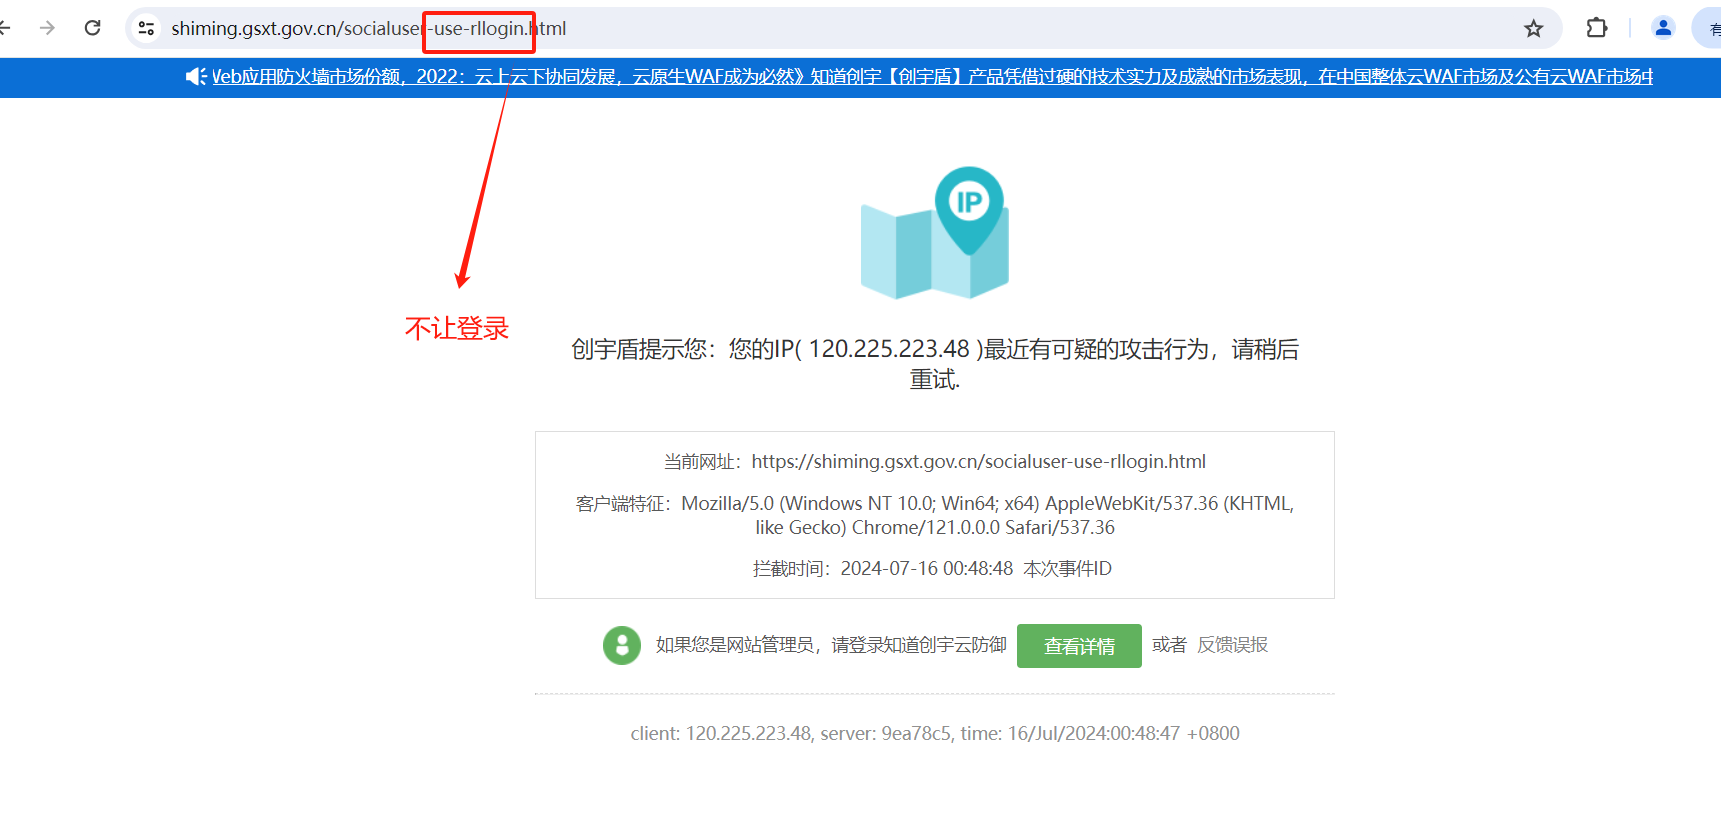 shiming.gsxt.gov.cn/socialuser-use-rllogin.html
有
Web应用防火墙市场份额，2022：云上云下协同发展，云原生WAF成为必然》知道创宇【创宇盾】产品凭借过硬的技术实力及成熟的市场表现，在中国整体云WAF市场及公有云WAF市场中
IP
不让登录
创宇盾提示您：您的IP( 120.225.223.48 )最近有可疑的攻击行为，请稍后
重试.
当前网址：https://shiming.gsxt.gov.cn/socialuser-use-rllogin.html
客户端特征：Mozilla/5.0 (Windows NT 10.0; Win64; x64) AppleWebKit/537.36 (KHTML,
like Gecko) Chrome/121.0.0.0 Safari/537.36
拦截时间：2024-07-16 00:48:48 本次事件ID
如果您是网站管理员，请登录知道创宇云防御 查看详情 或者 反馈误报
client: 120.225.223.48, server: 9ea78c5, time: 16/Jul/2024:00:48:47 +0800